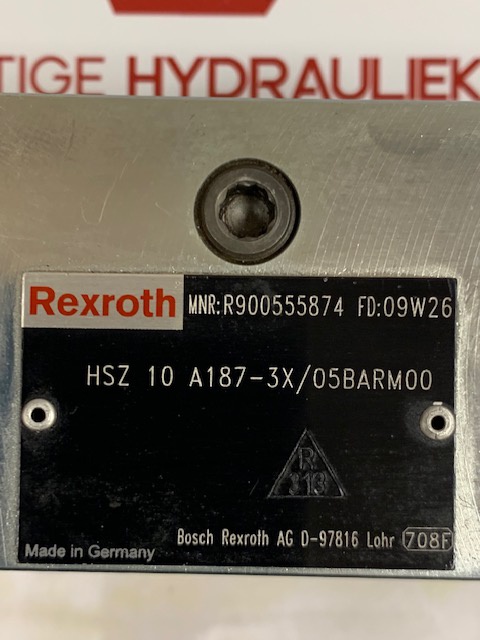 TIGE HYDRAULIEK
Rexroth MNR:R900555874 FD:09W26
HSZ 10 A187-3X/05BARM00
R
313
Bosch Rexroth AG D-97816 Lohr 708F
Made in Germany